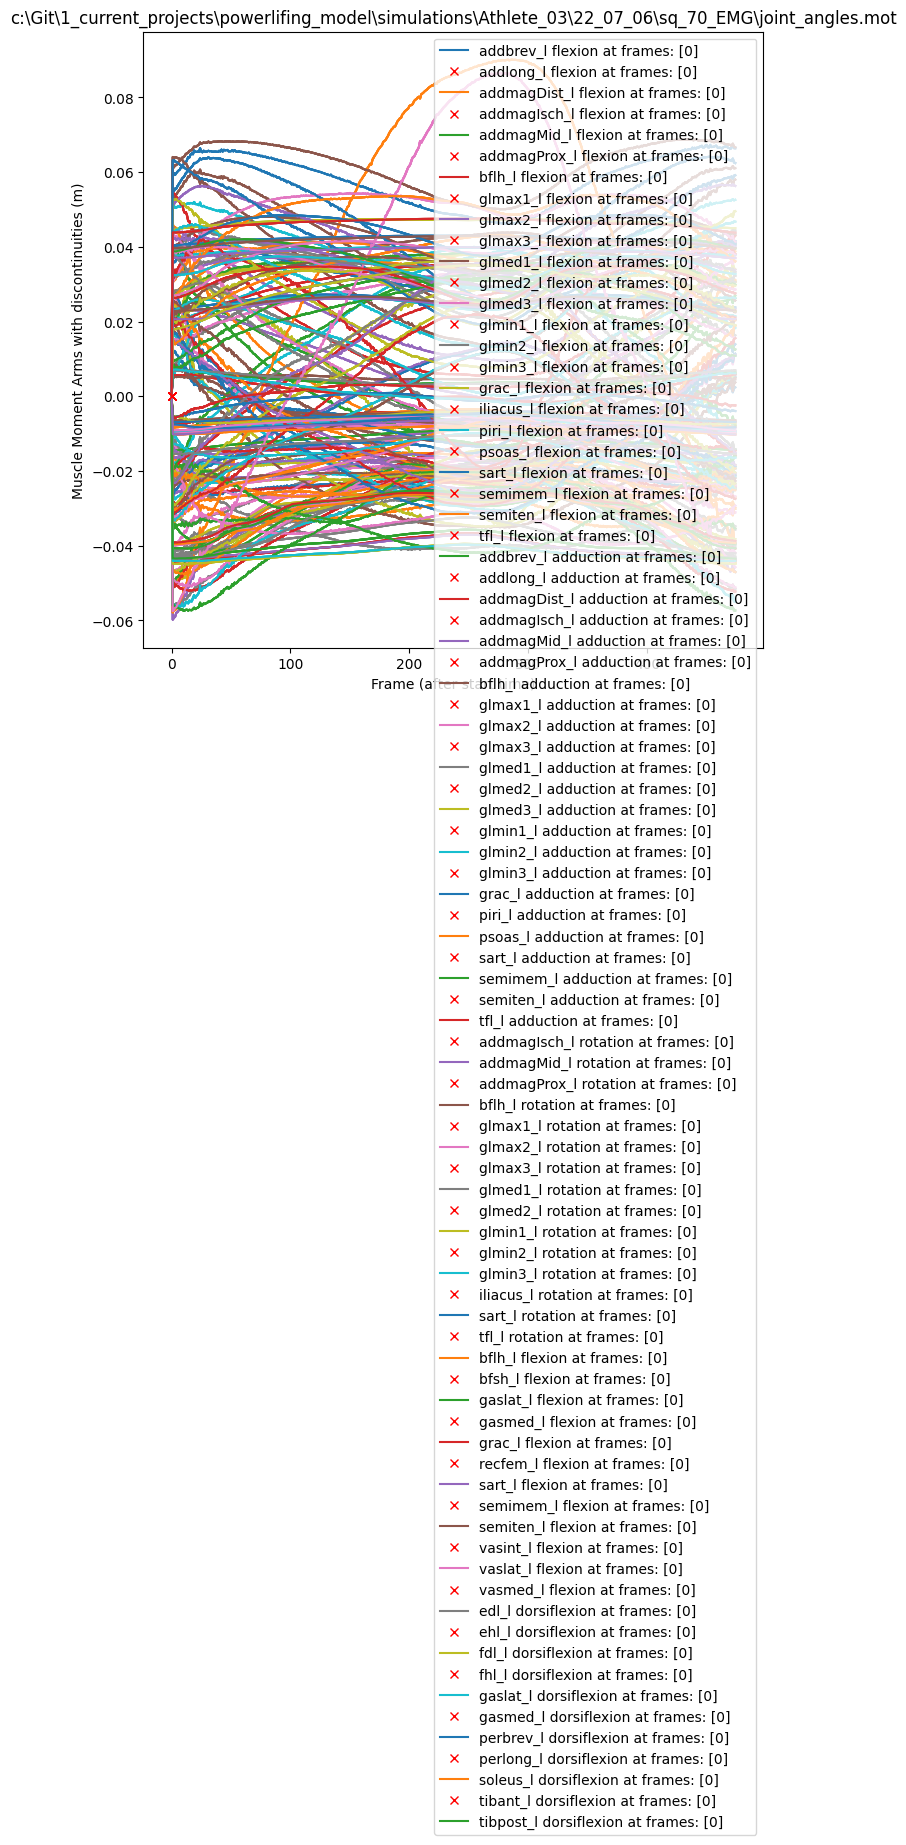 c:\Git\1_current_projects\powerlifing_model\simulations\Athlete_03\22_07_06\sq_70_EMG\joint_angles.mot
0.08
0.06
0.04
0.02
0.00
−0.02
−0.04
−0.06
Muscle Moment Arms with discontinuities (m)
0
100
200
Frame (after sta
addbrev_l flexion at frames: [0]
addlong_l flexion at frames: [0]
addmagDist_l flexion at frames: [0]
addmagIsch_l flexion at frames: [0]
addmagMid_l flexion at frames: [0]
addmagProx_l flexion at frames: [0]
bflh_l flexion at frames: [0]
glmax1_l flexion at frames: [0]
glmax2_l flexion at frames: [0]
glmax3_l flexion at frames: [0]
glmed1_l flexion at frames: [0]
glmed2_l flexion at frames: [0]
glmed3_l flexion at frames: [0]
glmin1_l flexion at frames: [0]
glmin2_l flexion at frames: [0]
glmin3_l flexion at frames: [0]
grac_l flexion at frames: [0]
iliacus_l flexion at frames: [0]
piri_l flexion at frames: [0]
psoas_l flexion at frames: [0]
sart_l flexion at frames: [0]
semimem_l flexion at frames: [0]
semiten_l flexion at frames: [0]
tfl_l flexion at frames: [0]
addbrev_l adduction at frames: [0]
addlong_l adduction at frames: [0]
addmagDist_l adduction at frames: [0]
addmagIsch_l adduction at frames: [0]
addmagMid_l adduction at frames: [0]
addmagProx_l adduction at frames: [0]
bflh_l adduction at frames: [0]
glmax1_l adduction at frames: [0]
glmax2_l adduction at frames: [0]
glmax3_l adduction at frames: [0]
glmed1_l adduction at frames: [0]
glmed2_l adduction at frames: [0]
glmed3_l adduction at frames: [0]
glmin1_l adduction at frames: [0]
glmin2_l adduction at frames: [0]
glmin3_l adduction at frames: [0]
grac_l adduction at frames: [0]
piri_l adduction at frames: [0]
psoas_l adduction at frames: [0]
sart_l adduction at frames: [0]
semimem_l adduction at frames: [0]
semiten_l adduction at frames: [0]
tfl_l adduction at frames: [0]
addmagIsch_l rotation at frames: [0]
addmagMid_l rotation at frames: [0]
addmagProx_l rotation at frames: [0]
bflh_l rotation at frames: [0]
glmax1_l rotation at frames: [0]
glmax2_l rotation at frames: [0]
glmax3_l rotation at frames: [0]
glmed1_l rotation at frames: [0]
glmed2_l rotation at frames: [0]
glmin1_l rotation at frames: [0]
glmin2_l rotation at frames: [0]
glmin3_l rotation at frames: [0]
iliacus_l rotation at frames: [0]
sart_l rotation at frames: [0]
tfl_l rotation at frames: [0]
bflh_l flexion at frames: [0]
bfsh_l flexion at frames: [0]
gaslat_l flexion at frames: [0]
gasmed_l flexion at frames: [0]
grac_l flexion at frames: [0]
recfem_l flexion at frames: [0]
sart_l flexion at frames: [0]
semimem_l flexion at frames: [0]
semiten_l flexion at frames: [0]
vasint_l flexion at frames: [0]
vaslat_l flexion at frames: [0]
vasmed_l flexion at frames: [0]
edl_l dorsiflexion at frames: [0]
ehl_l dorsiflexion at frames: [0]
fdl_l dorsiflexion at frames: [0]
fhl_l dorsiflexion at frames: [0]
gaslat_l dorsiflexion at frames: [0]
gasmed_l dorsiflexion at frames: [0]
perbrev_l dorsiflexion at frames: [0]
perlong_l dorsiflexion at frames: [0]
soleus_l dorsiflexion at frames: [0]
tibant_l dorsiflexion at frames: [0]
tibpost_l dorsiflexion at frames: [0]